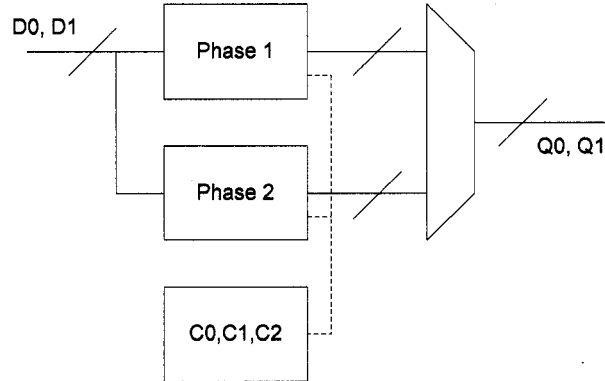 D0, D1
Phase 1
Phase 2
Q0, Q1
C0,C1,C2